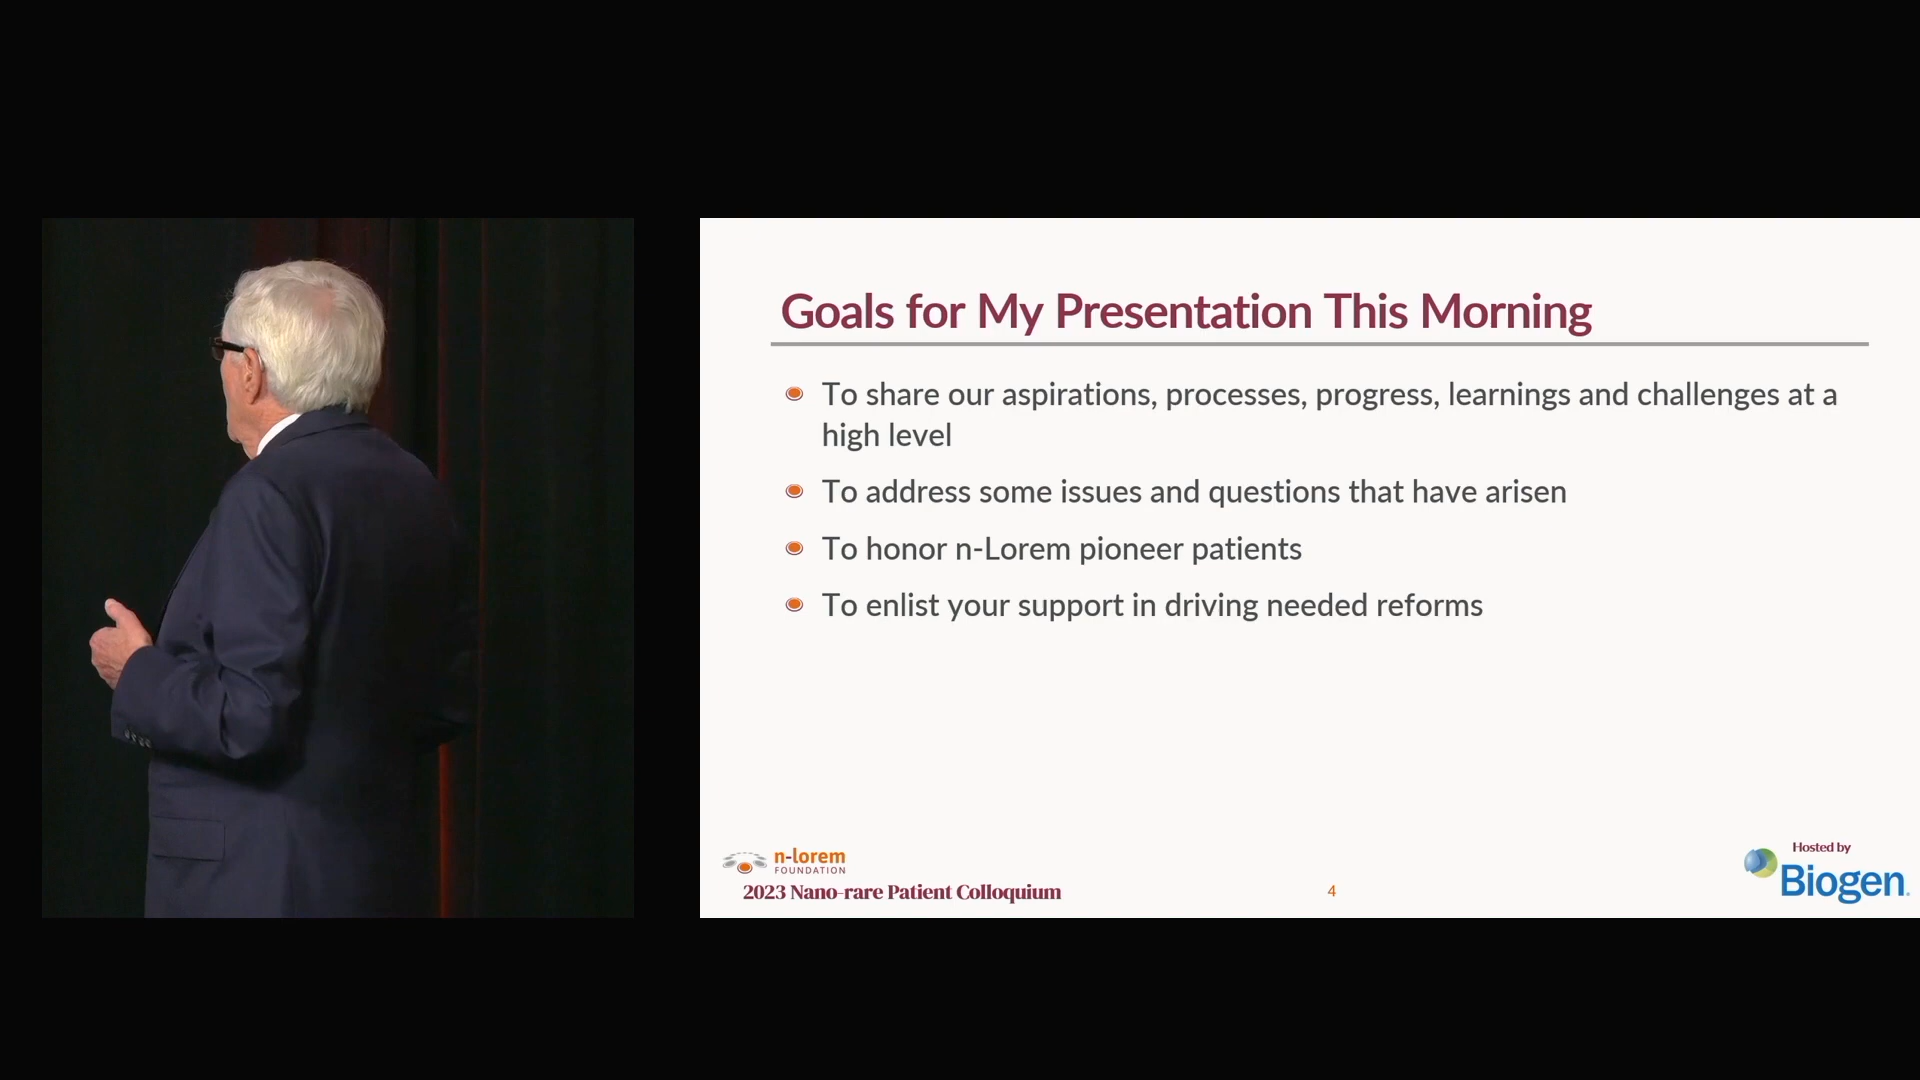 Goals for My Presentation This Morning
To share our aspirations, processes, progress, learnings and challenges at a
high level
To address some issues and questions that have arisen
To honor n-Lorem pioneer patients
To enlist your support in driving needed reforms
n-lorem
FOUNDATION
2023 Nano-rare Patient Colloquium
4
Hosted by
Biogen.